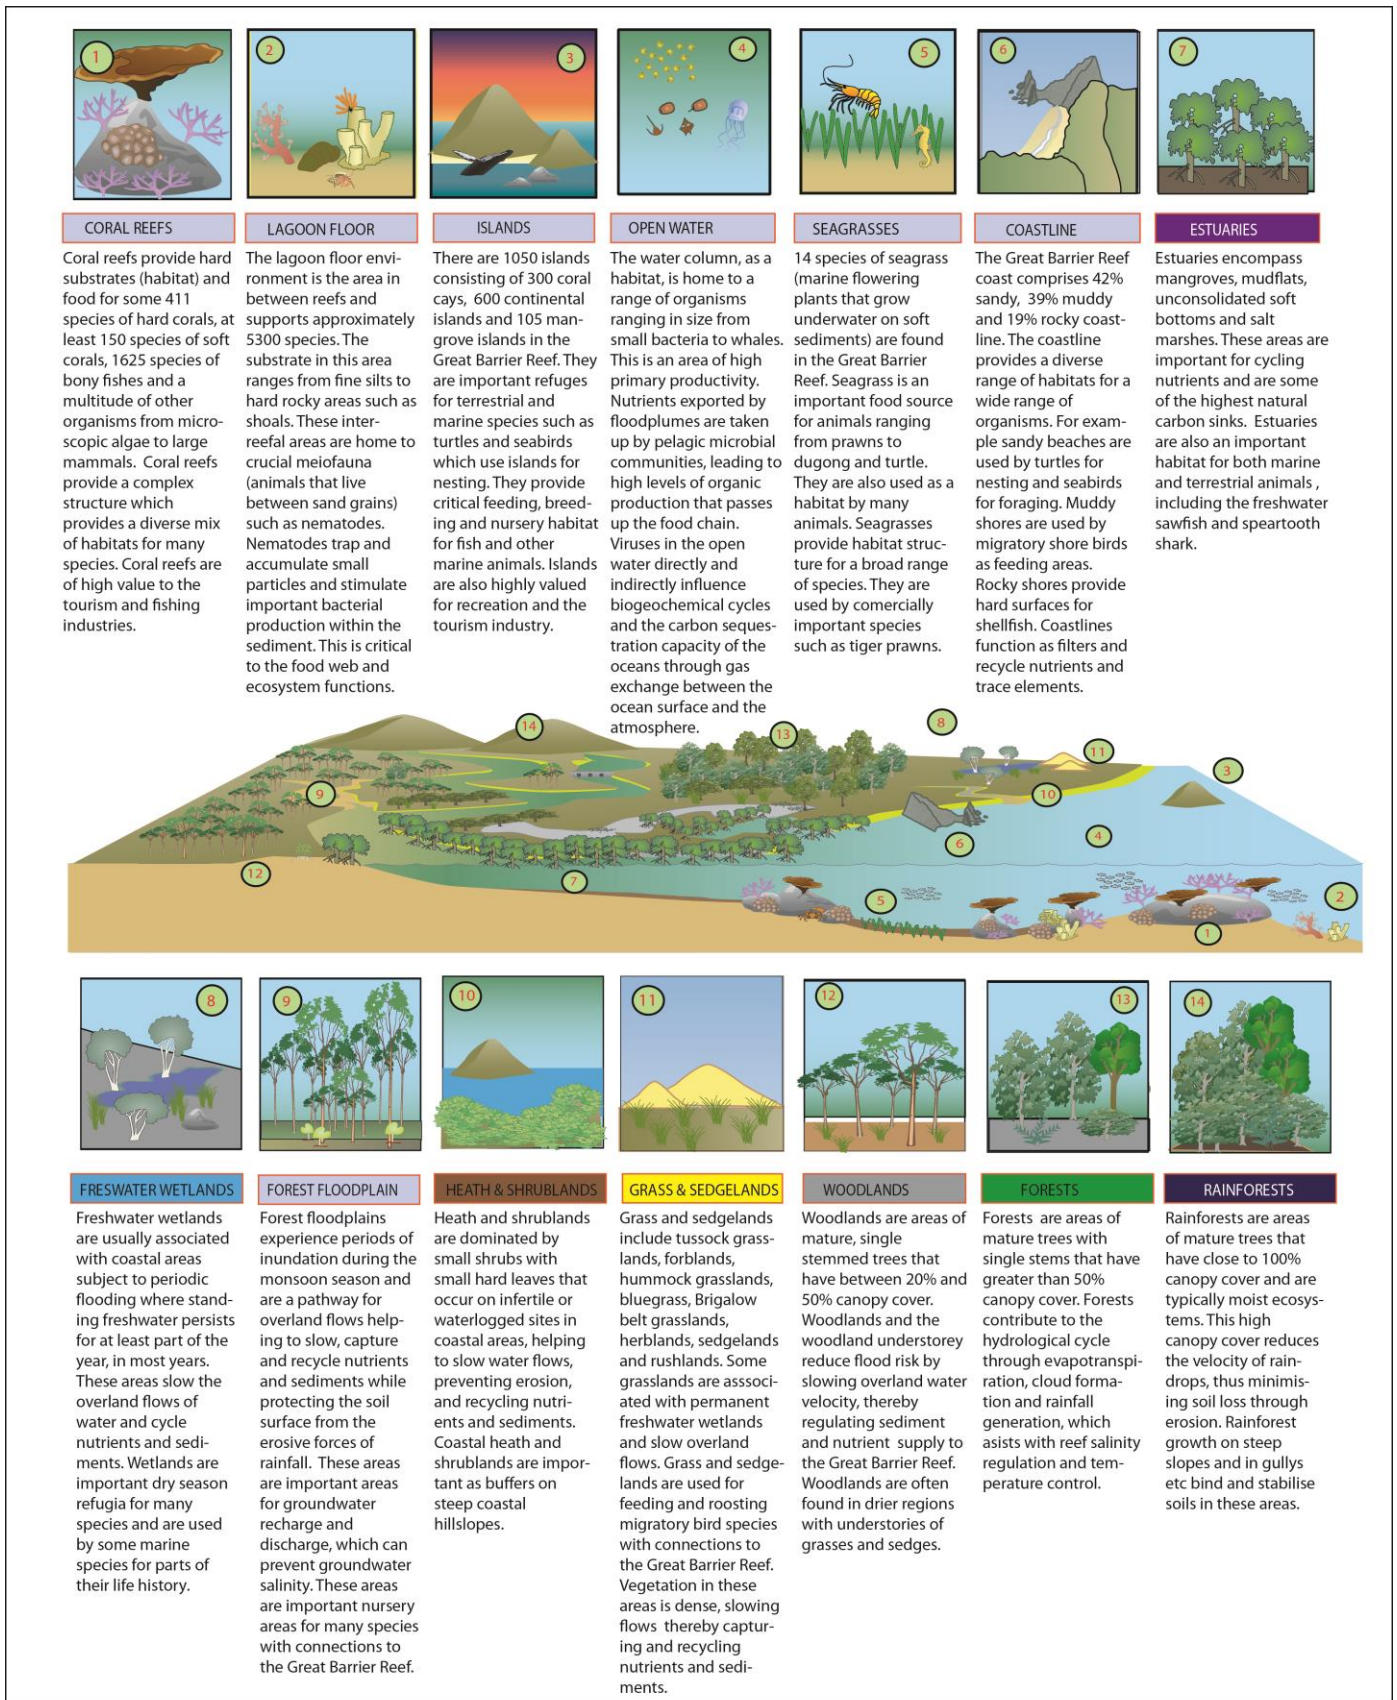 1
2
3
4
5
6
7
CORAL REEFS
Coral reefs provide hard
substrates (habitat) and
food for some 411
species of hard corals, at
least 150 species of soft
corals, 1625 species of
bony fishes and a
multitude of other
organisms from micro-
scopic algae to large
mammals. Coral reefs
provide a complex
structure which
provides a diverse mix
of habitats for many
species. Coral reefs are
of high value to the
tourism and fishing
industries.
LAGOON FLOOR
The lagoon floor envi-
ronment is the area in
between reefs and
supports approximately
5300 species. The
substrate in this area
ranges from fine silts to
hard rocky areas such as
shoals. These inter-
reefal areas are home to
crucial meiofauna
(animals that live
between sand grains)
such as nematodes.
Nematodes trap and
accumulate small
particles and stimulate
important bacterial
production within the
sediment. This is critical
to the food web and
ecosystem functions.
ISLANDS
There are 1050 islands
consisting of 300 coral
cays, 600 continental
islands and 105 man-
grove islands in the
Great Barrier Reef. They
are important refuges
for terrestrial and
marine species such as
turtles and seabirds
which use islands for
nesting. They provide
critical feeding, breed-
ing and nursery habitat
for fish and other
marine animals. Islands
are also highly valued
for recreation and the
tourism industry.
OPEN WATER
The water column, as a
habitat, is home to a
range of organisms
ranging in size from
small bacteria to whales.
This is an area of high
primary productivity.
Nutrients exported by
floodplumes are taken
up by pelagic microbial
communities, leading to
high levels of organic
production that passes
up the food chain.
Viruses in the open
water directly and
indirectly influence
biogeochemical cycles
and the carbon seques-
tration capacity of the
oceans through gas
exchange between the
ocean surface and the
atmosphere.
SEAGRASSES
14 species of seagrass
(marine flowering
plants that grow
underwater on soft
sediments) are found
in the Great Barrier
Reef. Seagrass is an
important food source
for animals ranging
from prawns to
dugong and turtle.
They are also used as a
habitat by many
animals. Seagrasses
provide habitat struc-
ture for a broad range
of species. They are
used by comercially
important species
such as tiger prawns.
COASTLINE
The Great Barrier Reef
coast comprises 42%
sandy, 39% muddy
and 19% rocky coast-
line. The coastline
provides a diverse
range of habitats for a
wide range of
organisms. For exam-
ple sandy beaches are
used by turtles for
nesting and seabirds
for foraging. Muddy
shores are used by
migratory shore birds
as feeding areas.
Rocky shores provide
hard surfaces for
shellfish. Coastlines
function as filters and
recycle nutrients and
trace elements.
ESTUARIES
Estuaries encompass
mangroves, mudflats,
unconsolidated soft
bottoms and salt
marshes. These areas are
important for cycling
nutrients and are some
of the highest natural
carbon sinks. Estuaries
are also an important
habitat for both marine
and terrestrial animals ,
including the freshwater
sawfish and speartooth
shark.
14
13
8
11
3
9
10
4
6
12
7
5
2
1
8
9
10
11
12
13
14
FRESWATER WETLANDS
Freshwater wetlands
are usually associated
with coastal areas
subject to periodic
flooding where stand-
ing freshwater persists
for at least part of the
year, in most years.
These areas slow the
overland flows of
water and cycle
nutrients and sedi-
ments. Wetlands are
important dry season
refugia for many
species and are used
by some marine
species for parts of
their life history.
FOREST FLOODPLAIN
Forest floodplains
experience periods of
inundation during the
monsoon season and
are a pathway for
overland flows help-
ing to slow, capture
and recycle nutrients
and sediments while
protecting the soil
surface from the
erosive forces of
rainfall. These areas
are important areas
for groundwater
recharge and
discharge, which can
prevent groundwater
salinity. These areas
are important nursery
areas for many species
with connections to
the Great Barrier Reef.
HEATH & SHRUBLANDS
Heath and shrublands
are dominated by
small shrubs with
small hard leaves that
occur on infertile or
waterlogged sites in
coastal areas, helping
to slow water flows,
preventing erosion,
and recycling nutri-
ents and sediments.
Coastal heath and
shrublands are impor-
tant as buffers on
steep coastal
hillslopes.
GRASS & SEDGELANDS
Grass and sedgelands
include tussock grass-
lands, forblands,
hummock grasslands,
bluegrass, Brigalow
belt grasslands,
herblands, sedgelands
and rushlands. Some
grasslands are asssoci-
ated with permanent
freshwater wetlands
and slow overland
flows. Grass and sedge-
lands are used for
feeding and roosting
migratory bird species
with connections to
the Great Barrier Reef.
Vegetation in these
areas is dense, slowing
flows thereby captur-
ing and recycling
nutrients and sedi-
ments.
WOODLANDS
Woodlands are areas of
mature, single
stemmed trees that
have between 20% and
50% canopy cover.
Woodlands and the
woodland understorey
reduce flood risk by
slowing overland water
velocity, thereby
regulating sediment
and nutrient supply to
the Great Barrier Reef.
Woodlands are often
found in drier regions
with understories of
grasses and sedges.
FORESTS
Forests are areas of
mature trees with
single stems that have
greater than 50%
canopy cover. Forests
contribute to the
hydrological cycle
through evapotranspi-
ration, cloud forma-
tion and rainfall
generation, which
asists with reef salinity
regulation and tem-
perature control.
RAINFORESTS
Rainforests are areas
of mature trees that
have close to 100%
canopy cover and are
typically moist ecosys-
tems. This high
canopy cover reduces
the velocity of rain-
drops, thus minimis-
ing soil loss through
erosion. Rainforest
growth on steep
slopes and in gullys
etc bind and stabilise
soils in these areas.